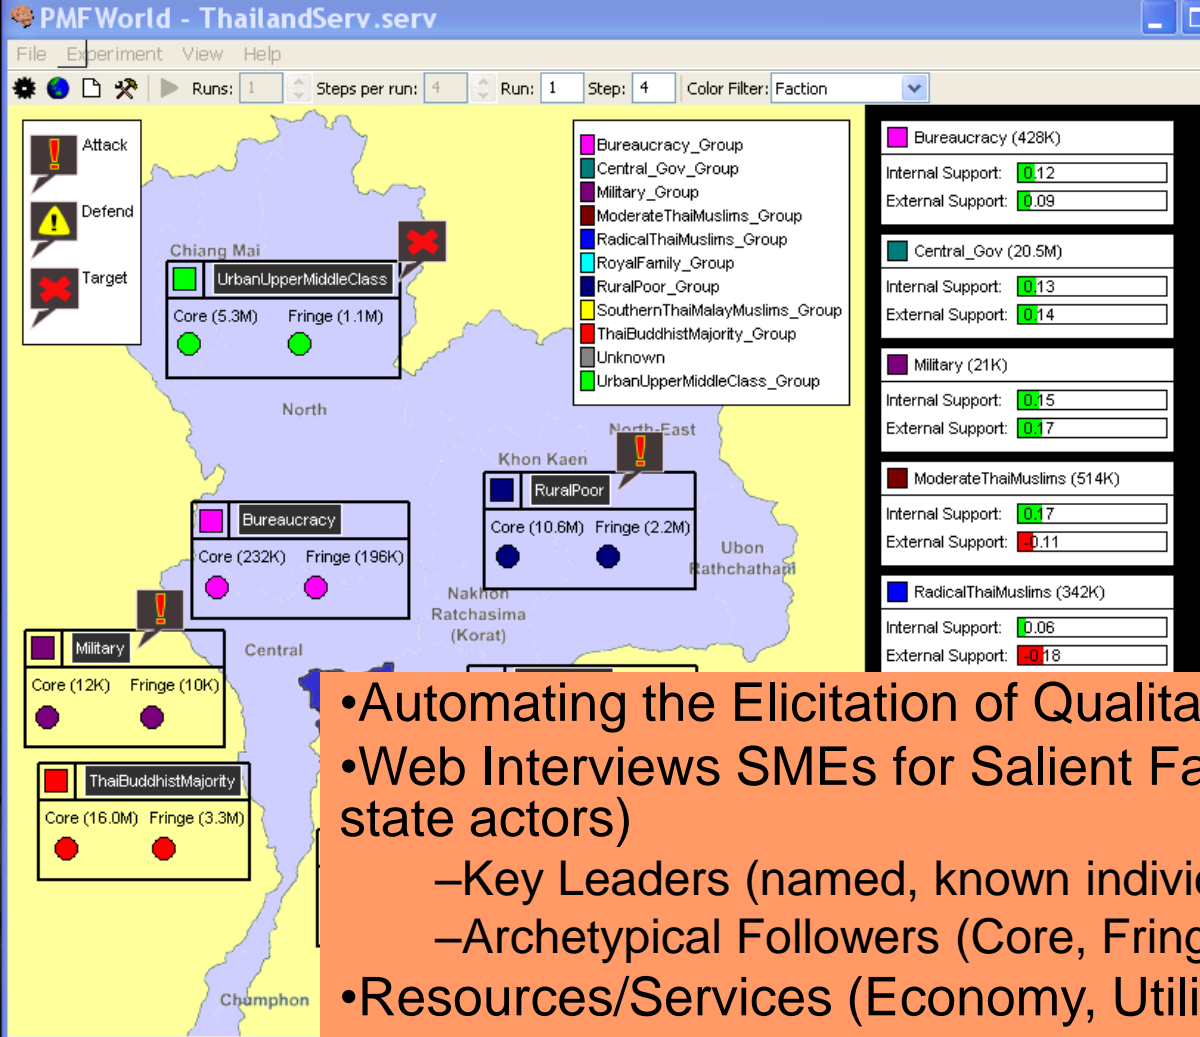 PMFWorld - ThailandServ.serv
File Experiment View Help
Runs: 1 Steps per run: 4 Run: 1 Step: 4 Color Filter: Faction
Attack
Defend
Target
Bureaucracy_Group
Central_Gov_Group
Military_Group
ModerateThaiMuslims_Group
RadicalThaiMuslims_Group
RoyalFamily_Group
RuralPoor_Group
SouthernThaiMalayMuslims_Group
ThaiBuddhistMajority_Group
Unknown
UrbanUpperMiddleClass_Group
Chiang Mai
UrbanUpperMiddleClass
Core (5.3M) Fringe (1.1M)
North
North-East
Khon Kaen
RuralPoor
Core (10.6M) Fringe (2.2M)
Bureaucracy
Core (232K) Fringe (196K)
Ubon
Rathchathani
Nakhon
Ratchasima
(Korat)
Central
Military
Core (12K) Fringe (10K)
ThaiBuddhistMajority
Core (16.0M) Fringe (3.3M)
Chumphon
Bureaucracy (428K)
Internal Support: 0.12
External Support: 0.09
Central_Gov (20.5M)
Internal Support: 0.13
External Support: 0.14
Military (21K)
Internal Support: 0.15
External Support: 0.17
ModerateThaiMuslims (514K)
Internal Support: 0.17
External Support: -0.11
RadicalThaiMuslims (342K)
Internal Support: 0.06
External Support: -0.18
•Automating the Elicitation of Qualita
•Web Interviews SMEs for Salient Fa
state actors)
–Key Leaders (named, known indivi
–Archetypical Followers (Core, Fring
•Resources/Services (Economy, Utili